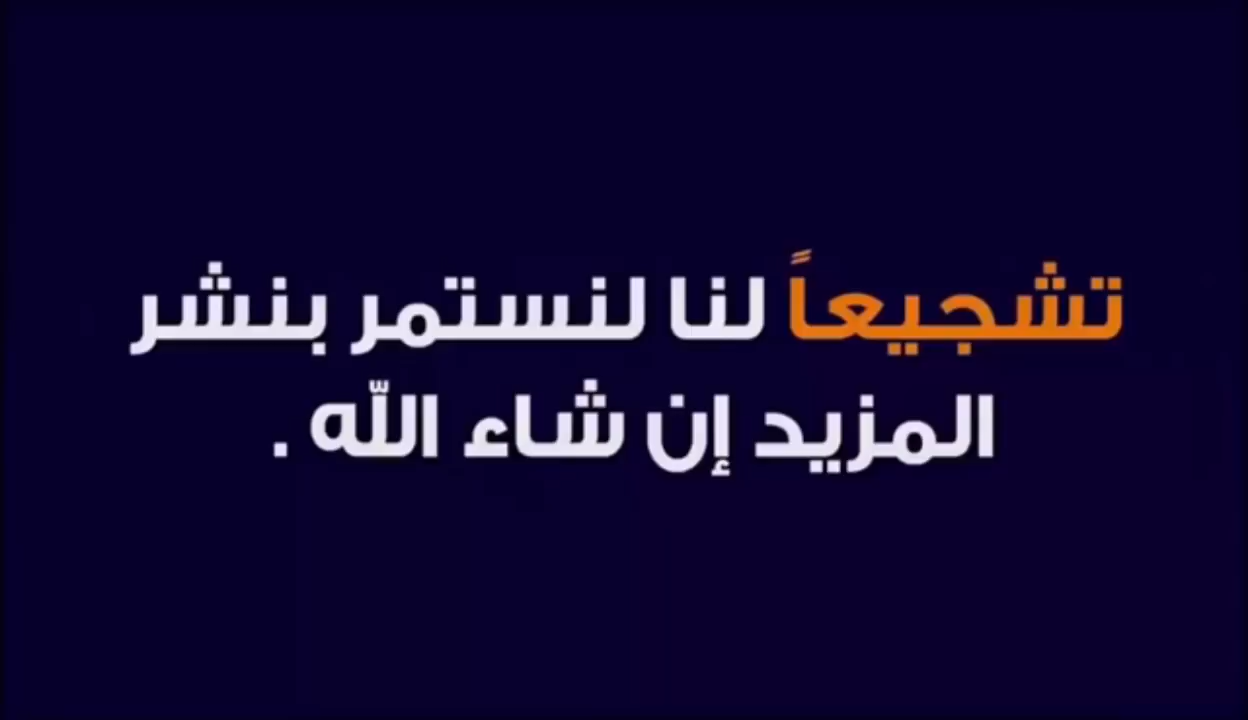 تشجيعاً لنا لنستمر بنشر
المزيد إن شاء اللّه .